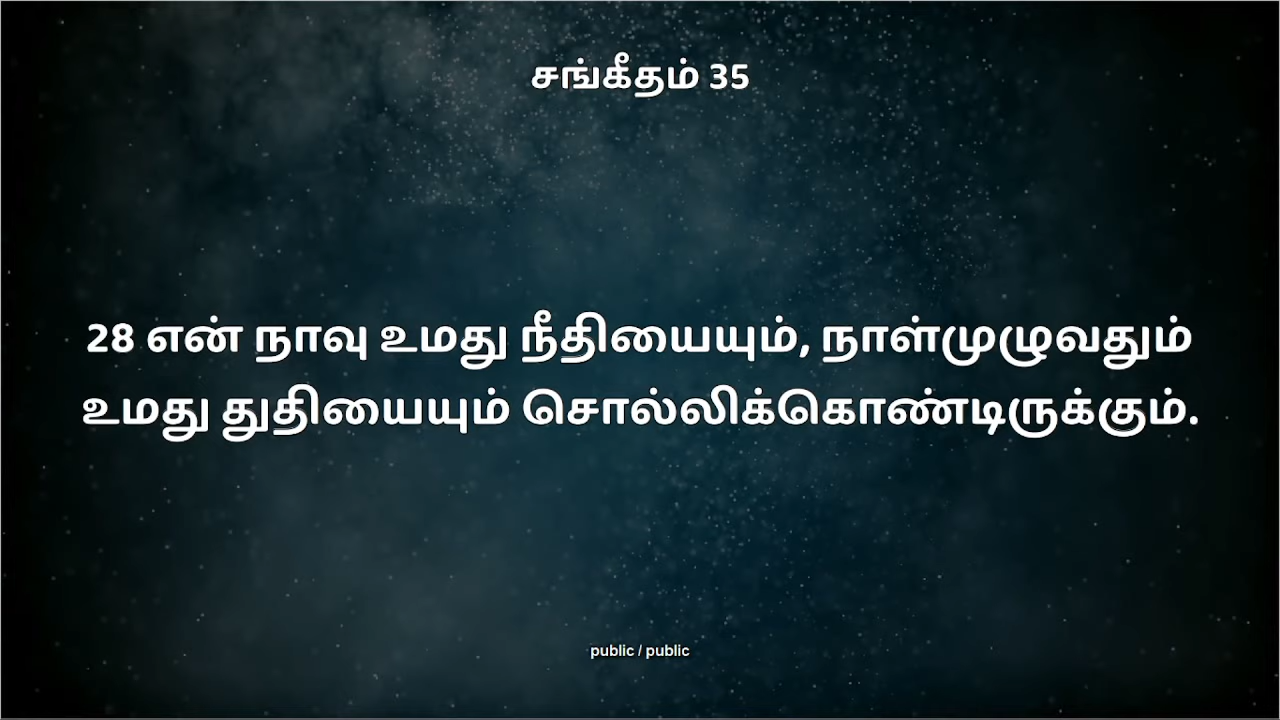 சங்கீதம் 35
28 என் நாவு உமது நீதியையும், நாள்முழுவதும்
உமது துதியையும் சொல்லிக்கொண்டிருக்கும்.
public / public